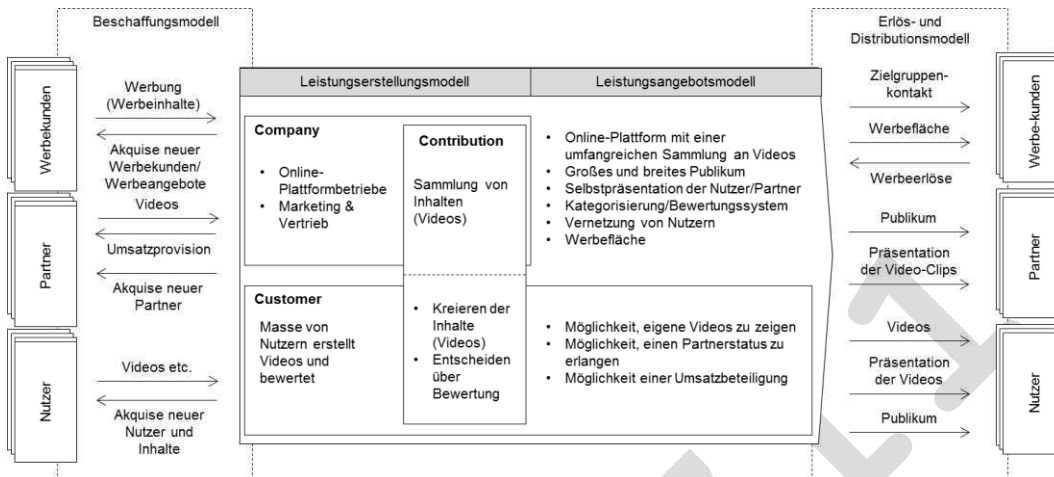 Beschaffungsmodell
Erlös- und
Distributionsmodell
Werbekunden
Werbung
(Werbeinhalte)
Akquise neuer
Werbekunden/
Werbeangebote
Partner
Videos
Umsatzprovision
Akquise neuer
Partner
Nutzer
Videos etc.
Akquise neuer
Nutzer und
Inhalte
Leistungserstellungsmodell
Leistungsangebotsmodell
Company
• Online-
Plattformbetriebe
• Marketing &
Vertrieb
Contribution
Sammlung von
Inhalten
(Videos)
• Online-Plattform mit einer
umfangreichen Sammlung an Videos
• Großes und breites Publikum
• Selbstpräsentation der Nutzer/Partner
• Kategorisierung/Bewertungssystem
• Vernetzung von Nutzern
• Werbefläche
Customer
Masse von
Nutzern erstellt
Videos und
bewertet
• Kreieren der
Inhalte
(Videos)
• Entscheiden
über
Bewertung
• Möglichkeit, eigene Videos zu zeigen
• Möglichkeit, einen Partnerstatus zu
erlangen
• Möglichkeit einer Umsatzbeteiligung
Zielgruppen-
kontakt
Werbefläche
Werbeerlöse
Werbe-kunden
Publikum
Präsentation
der Video-Clips
Partner
Videos
Präsentation
der Videos
Publikum
Nutzer